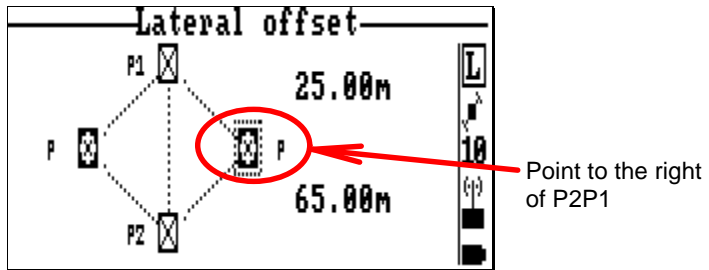 Lateral offset
P1
25.00m
L
P
P
10
Point to the right
of P2P1
65.00m
P2